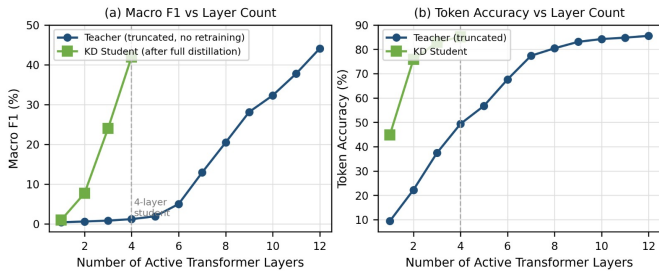 (a) Macro F1 vs Layer Count
Teacher (truncated, no retraining)
KD Student (after full distillation)
50
40
30
20
10
0
Macro F1 (%)
4-layer
student
2
4
6
8
10
12
Number of Active Transformer Layers
(b) Token Accuracy vs Layer Count
Teacher (truncated)
KD Student
90
80
70
60
50
40
30
20
10
Token Accuracy (%)
2
4
6
8
10
12
Number of Active Transformer Layers